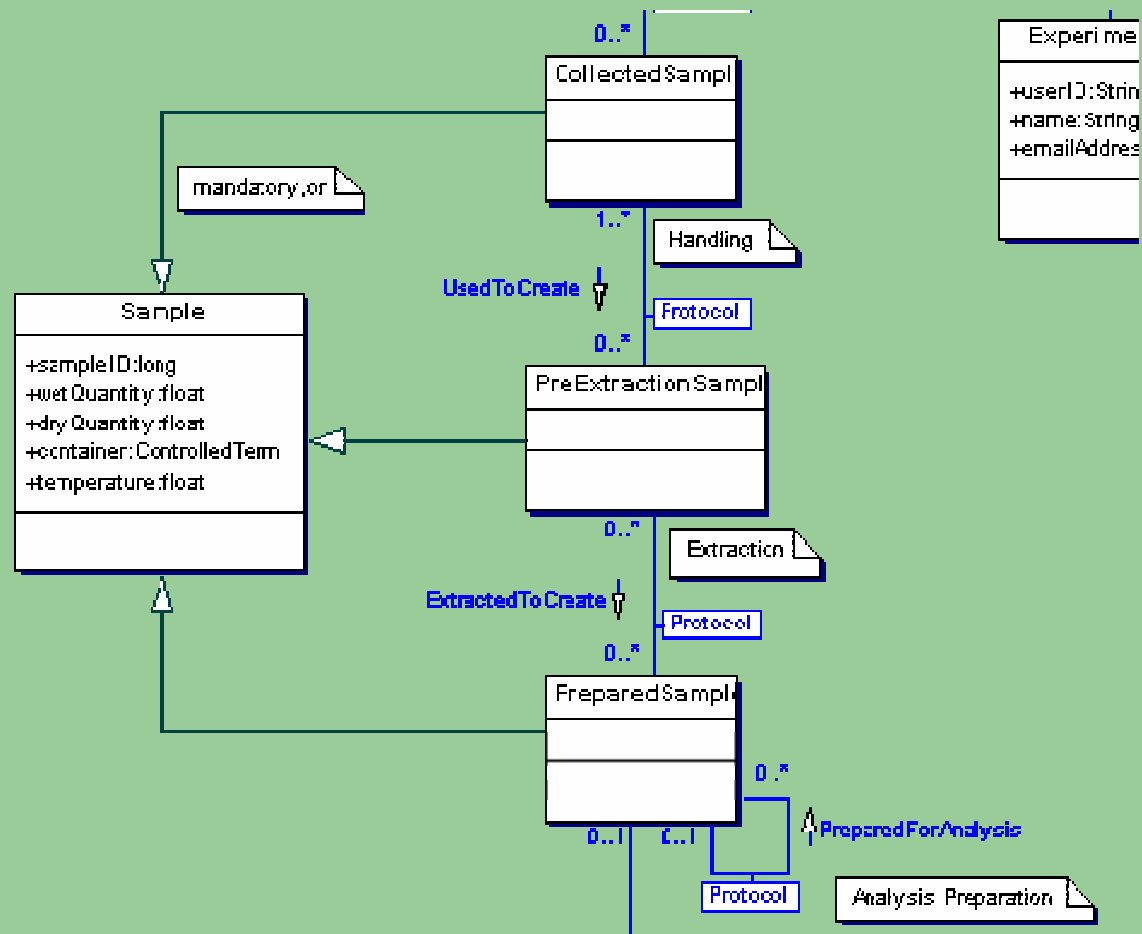 0..*
CollectedSampl
Experime
+userID:Strin
+name:String
+emailAddres
mandatory,or
1..*
Handling
UsedToCreate
Protocol
0..*
Sample
+sampleID:long
+wetQuantity:float
+dryQuantity:float
+container:ControlledTerm
+temperature:float
PreExtractionSampl
0..*
Extraction
ExtractedToCreate
Protocol
0..*
PreparedSample
0..*
0..1
0..1
PreparedForAnalysis
Protocol
Analysis Preparation